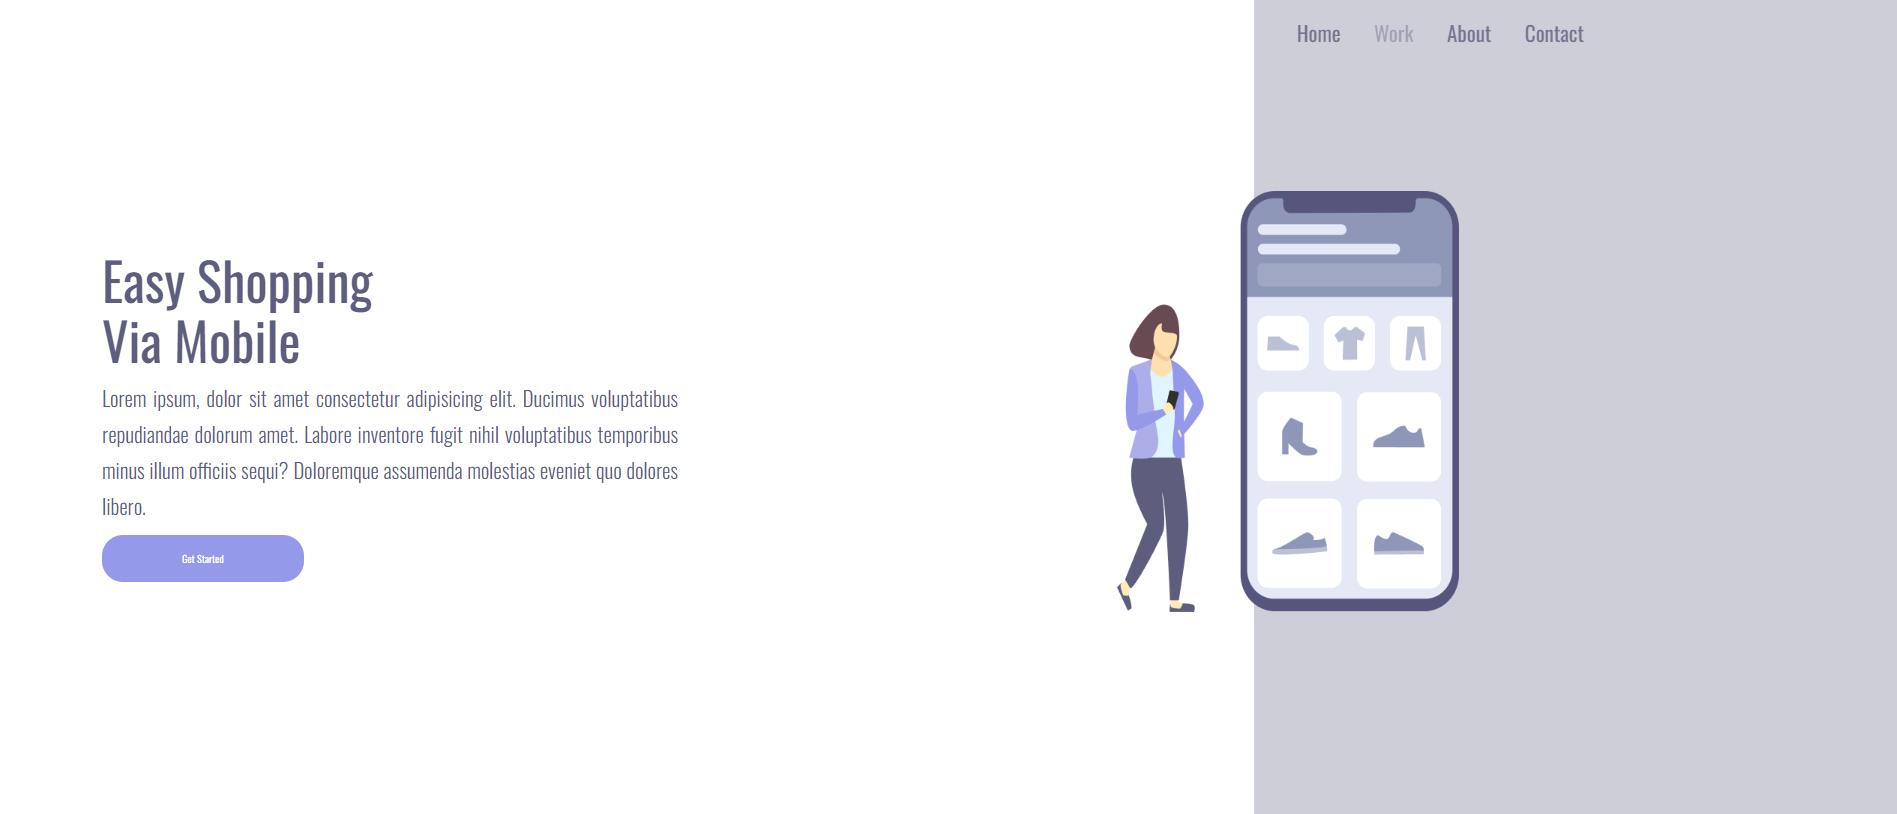 Home Work About Contact
Easy Shopping
Via Mobile
Lorem ipsum, dolor sit amet consectetur adipisicing elit. Ducimus voluptatibus
repudiandae dolorum amet. Labore inventore fugit nihil voluptatibus temporibus
minus illum officiis sequi? Doloremque assumenda molestias eveniet quo dolores
libero.
Get Started